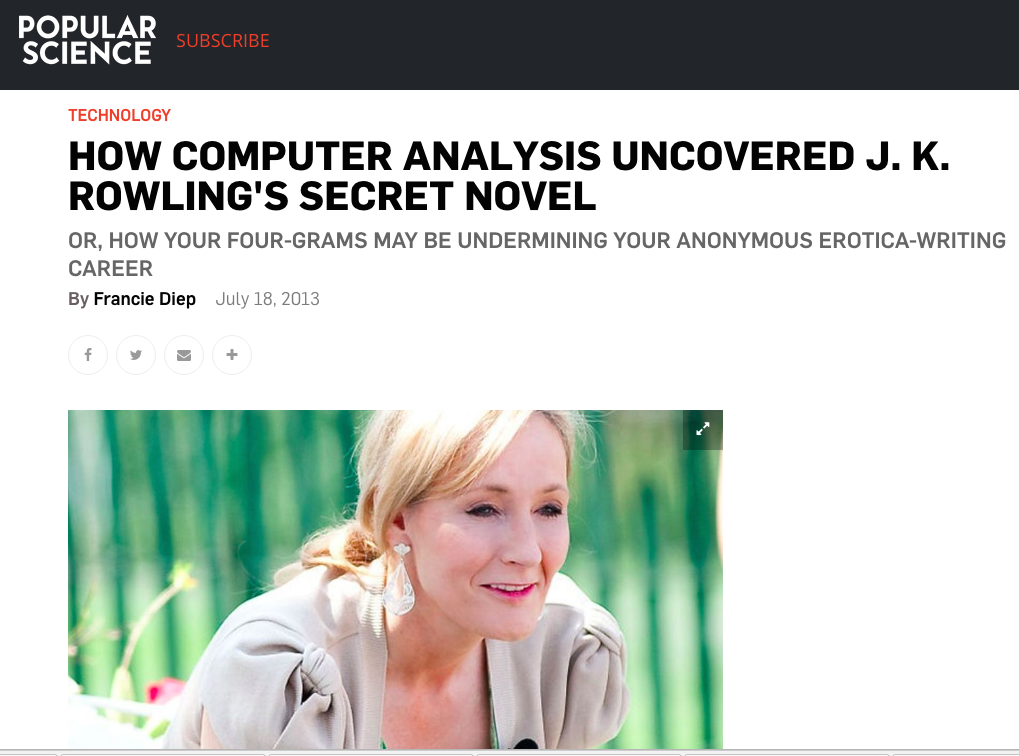 POPULAR
SCIENCE
SUBSCRIBE
TECHNOLOGY
HOW COMPUTER ANALYSIS UNCOVERED J. K.
ROWLING'S SECRET NOVEL
OR, HOW YOUR FOUR-GRAMS MAY BE UNDERMINING YOUR ANONYMOUS EROTICA-WRITING
CAREER
By Francie Diep July 18, 2013